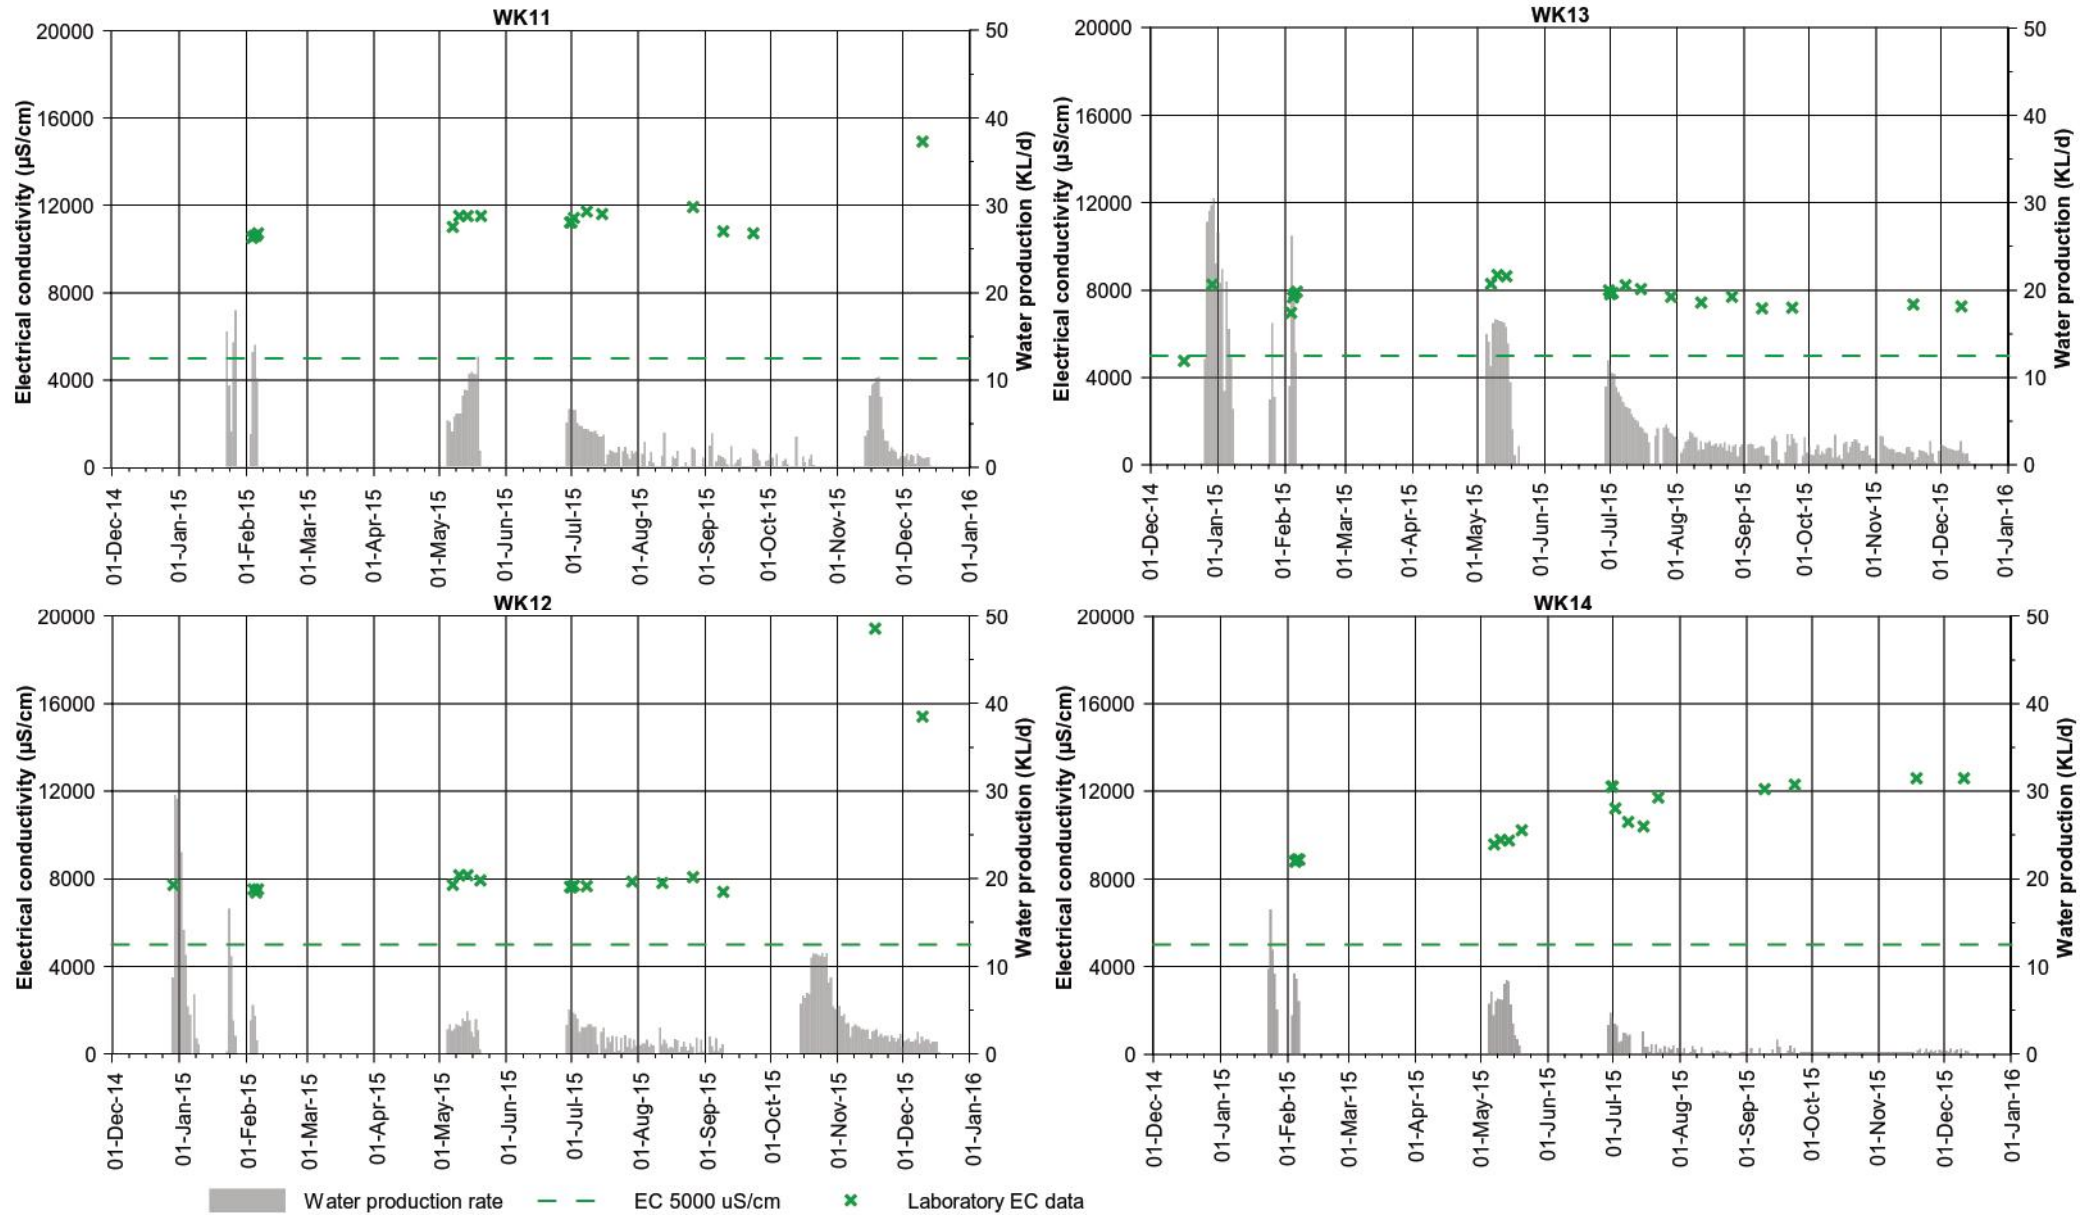 WK11
Electrical conductivity (µS/cm)
20000
16000
12000
8000
4000
0
50
40
30
20
10
0
Water production (KL/d)
01-Dec-14
01-Jan-15
01-Feb-15
01-Mar-15
01-Apr-15
01-May-15
01-Jun-15
01-Jul-15
01-Aug-15
01-Sep-15
01-Oct-15
01-Nov-15
01-Dec-15
01-Jan-16
WK13
Electrical conductivity (µS/cm)
20000
16000
12000
8000
4000
0
50
40
30
20
10
0
Water production (KL/d)
01-Dec-14
01-Jan-15
01-Feb-15
01-Mar-15
01-Apr-15
01-May-15
01-Jun-15
01-Jul-15
01-Aug-15
01-Sep-15
01-Oct-15
01-Nov-15
01-Dec-15
01-Jan-16
WK12
Electrical conductivity (µS/cm)
20000
16000
12000
8000
4000
0
50
40
30
20
10
0
Water production (KL/d)
01-Dec-14
01-Jan-15
01-Feb-15
01-Mar-15
01-Apr-15
01-May-15
01-Jun-15
01-Jul-15
01-Aug-15
01-Sep-15
01-Oct-15
01-Nov-15
01-Dec-15
01-Jan-16
WK14
Electrical conductivity (µS/cm)
20000
16000
12000
8000
4000
0
50
40
30
20
10
0
Water production (KL/d)
01-Dec-14
01-Jan-15
01-Feb-15
01-Mar-15
01-Apr-15
01-May-15
01-Jun-15
01-Jul-15
01-Aug-15
01-Sep-15
01-Oct-15
01-Nov-15
01-Dec-15
01-Jan-16
Water production rate
EC 5000 uS/cm
Laboratory EC data